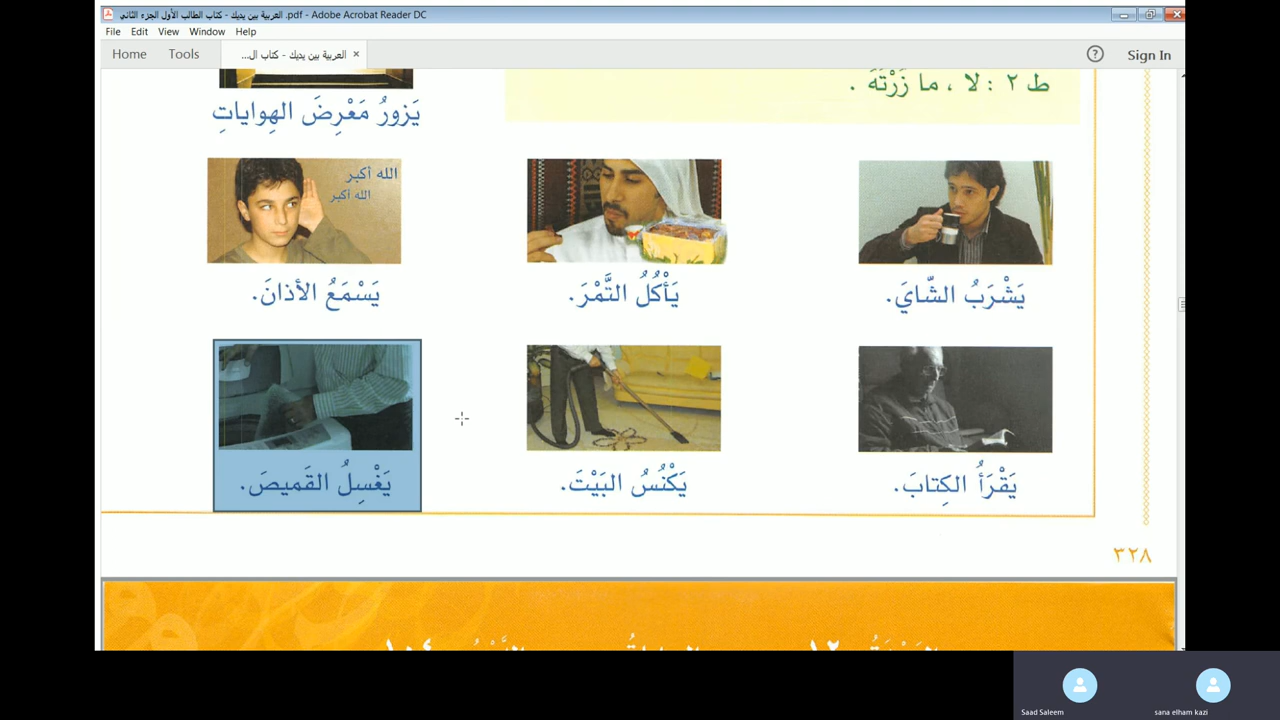 العربية بين يديك - كتاب الطالب الأول الجزء الثاني .pdf - Adobe Acrobat Reader DC
File Edit View Window Help
Home Tools العربية بين يديك - كتاب ال... × ? Sign In
ط ٢ : لا ، ما زُرْتُهُ .
يَزورُ مَعْرِضَ الهِواياتِ
الله أكبر
الله أكبر
يَشْرَبُ الشّايَ.
يَأْكُلُ التَّمْرَ.
يَسْمَعُ الأذانَ.
يَقْرَأُ الكِتابَ.
يَكْنُسُ البَيْتَ.
يَغْسِلُ القَميصَ.
٣٢٨
Saad Saleem
sana elham kazi